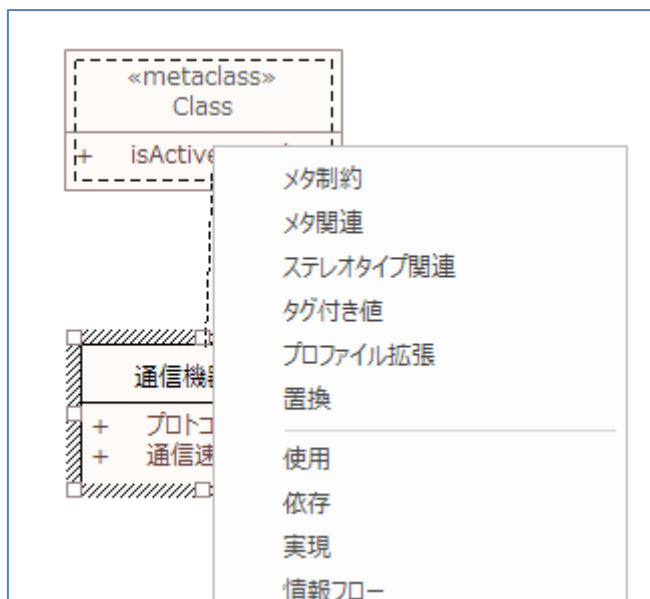 «metaclass»
Class
+ isActive
メタ制約
メタ関連
ステレオタイプ関連
タグ付き値
プロファイル拡張
置換
通信機
+ プロトコ
+ 通信速
使用
依存
実現
情報フロー